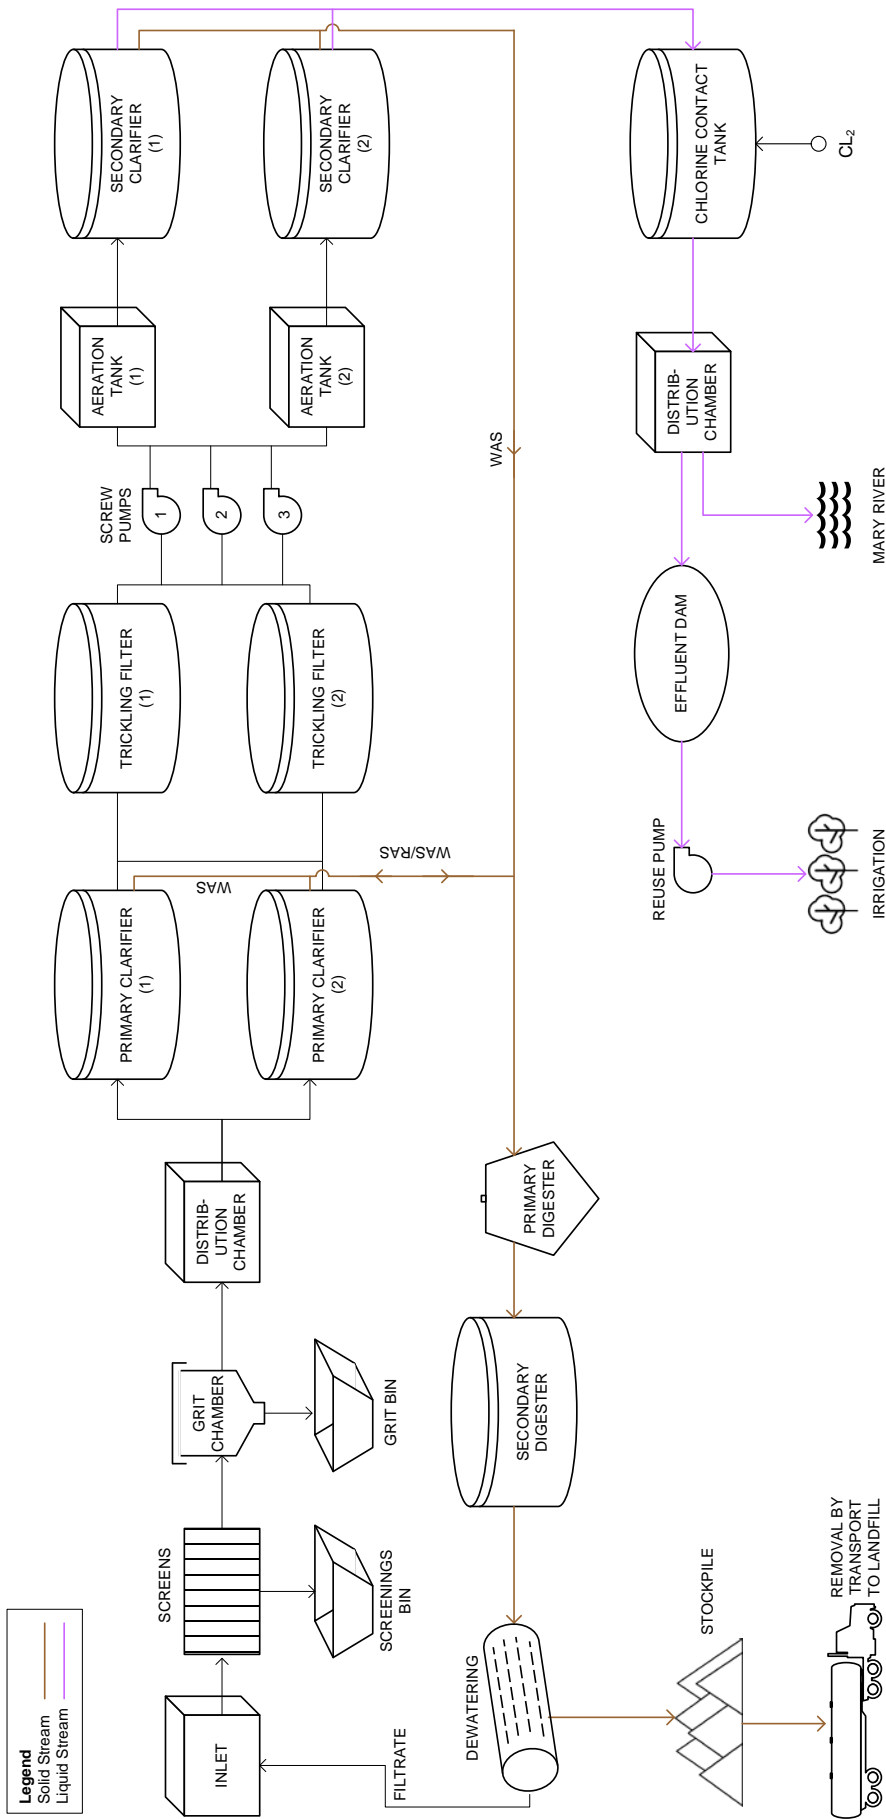 Legend
Solid Stream
Liquid Stream
INLET
SCREENS
SCREENINGS
BIN
GRIT
CHAMBER
GRIT BIN
DISTRIB-
UTION
CHAMBER
PRIMARY CLARIFIER
(1)
PRIMARY CLARIFIER
(2)
WAS
WAS/RAS
TRICKLING FILTER
(1)
TRICKLING FILTER
(2)
SCREW
PUMPS
1
2
3
AERATION
TANK
(1)
AERATION
TANK
(2)
SECONDARY
CLARIFIER
(1)
SECONDARY
CLARIFIER
(2)
WAS
FILTRATE
DEWATERING
SECONDARY
DIGESTER
PRIMARY
DIGESTER
STOCKPILE
REMOVAL BY
TRANSPORT
TO LANDFILL
REUSE PUMP
IRRIGATION
EFFLUENT DAM
MARY RIVER
DISTRIB-
UTION
CHAMBER
CHLORINE CONTACT
TANK
CL₂